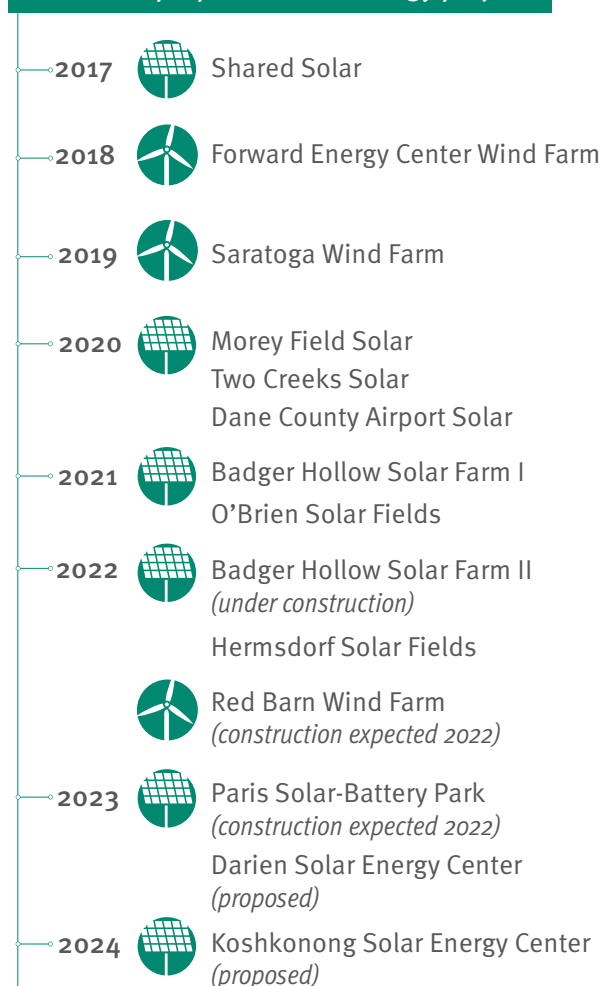 2017 Shared Solar
2018 Forward Energy Center Wind Farm
2019 Saratoga Wind Farm
2020 Morey Field Solar
Two Creeks Solar
Dane County Airport Solar
2021 Badger Hollow Solar Farm I
O’Brien Solar Fields
2022 Badger Hollow Solar Farm II
(under construction)
Hermsdorf Solar Fields
Red Barn Wind Farm
(construction expected 2022)
2023 Paris Solar-Battery Park
(construction expected 2022)
Darien Solar Energy Center
(proposed)
2024 Koshkonong Solar Energy Center
(proposed)